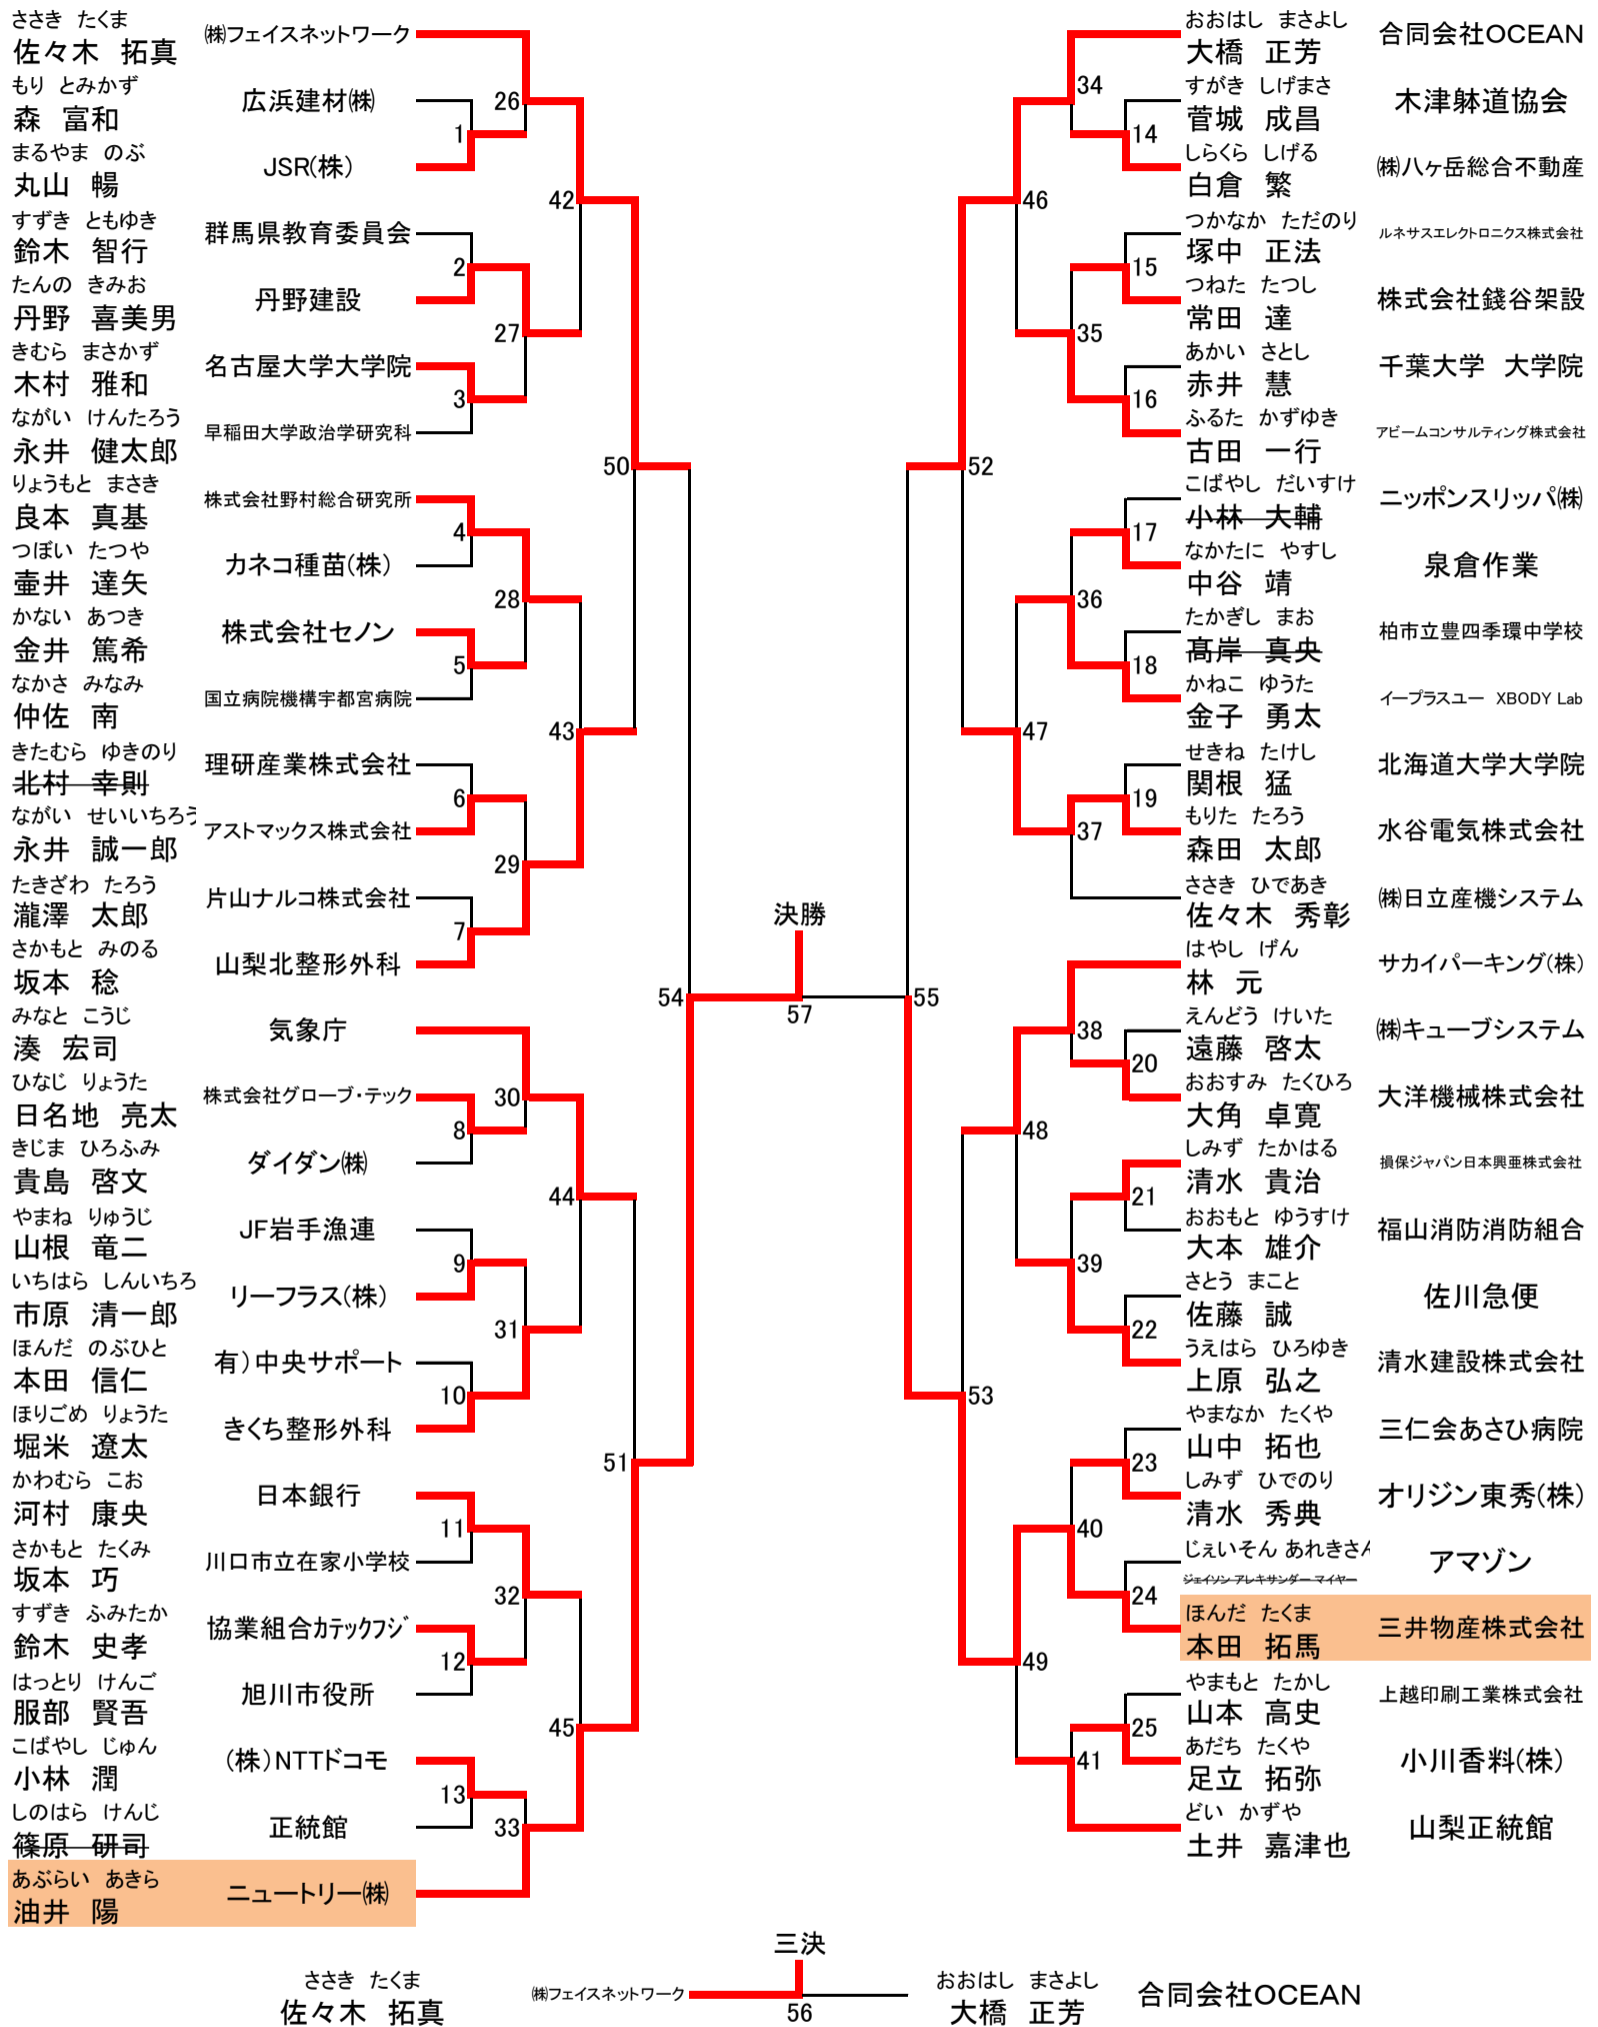 ささき たくま
佐々木 拓真 ㈱フェイスネットワーク
もり とみかず
森 富和 広浜建材㈱
まるやま のぶ
丸山 暢 JSR(株)
すずき ともゆき
鈴木 智行 群馬県教育委員会
たんの きみお
丹野 喜美男 丹野建設
きむら まさかず
木村 雅和 名古屋大学大学院
ながい けんたろう
永井 健太郎 早稲田大学政治学研究科
りょうもと まさき
良本 真基 株式会社野村総合研究所
つぼい たつや
壷井 達矢 カネコ種苗(株)
かない あつき
金井 篤希 株式会社セノン
なかさ みなみ
仲佐 南 国立病院機構宇都宮病院
きたむら ゆきのり
北村 幸則 理研産業株式会社
ながい せいいちろう
永井 誠一郎 アストマックス株式会社
たきざわ たろう
瀧澤 太郎 片山ナルコ株式会社
さかもと みのる
坂本 稔 山梨北整形外科
みなと こうじ
湊 宏司 気象庁
ひなじ りょうた
日名地 亮太 株式会社グローブ・テック
きじま ひろふみ
貴島 啓文 ダイダン㈱
やまね りゅうじ
山根 竜二 JF岩手漁連
いちはら しんいちろ
市原 清一郎 リーフラス(株)
ほんだ のぶひと
本田 信仁 有)中央サポート
ほりごめ りょうた
堀米 遼太 きくち整形外科
かわむら こお
河村 康央 日本銀行
さかもと たくみ
坂本 巧 川口市立在家小学校
すずき ふみたか
鈴木 史孝 協業組合ｶﾃｯｸﾌｼﾞ
はっとり けんご
服部 賢吾 旭川市役所
こばやし じゅん
小林 潤 (株)NTTドコモ
しのはら けんじ
篠原 研司 正統館
あぶらい あきら
油井 陽 ニュートリー㈱
1
2
3
4
5
6
7
8
9
10
11
12
13
26
27
28
29
30
31
32
33
42
43
44
45
50
51
54
決勝
57
55
52
53
46
47
48
49
34
35
36
37
38
39
40
41
14
15
16
17
18
19
20
21
22
23
24
25
おおはし まさよし
大橋 正芳 合同会社OCEAN
すがき しげまさ
菅城 成昌 木津躰道協会
しらくら しげる
白倉 繁 ㈱八ヶ岳総合不動産
つかなか ただのり
塚中 正法 ルネサスエレクトロニクス株式会社
つねた たつし
常田 達 株式会社錢谷架設
あかい さとし
赤井 慧 千葉大学 大学院
ふるた かずゆき
古田 一行 アビームコンサルティング株式会社
こばやし だいすけ
小林 大輔 ニッポンスリッパ㈱
なかたに やすし
中谷 靖 泉倉作業
たかぎし まお
髙岸 真央 柏市立豊四季環中学校
かねこ ゆうた
金子 勇太 イープラスユー XBODY Lab
せきね たけし
関根 猛 北海道大学大学院
もりた たろう
森田 太郎 水谷電気株式会社
ささき ひであき
佐々木 秀彰 ㈱日立産機システム
はやし げん
林 元 サカイパーキング(株)
えんどう けいた
遠藤 啓太 ㈱キューブシステム
おおすみ たくひろ
大角 卓寛 大洋機械株式会社
しみず たかはる
清水 貴治 損保ジャパン日本興亜株式会社
おおもと ゆうすけ
大本 雄介 福山消防消防組合
さとう まこと
佐藤 誠 佐川急便
うえはら ひろゆき
上原 弘之 清水建設株式会社
やまなか たくや
山中 拓也 三仁会あさひ病院
しみず ひでのり
清水 秀典 オリジン東秀(株)
じぇいそん あれきさん
ジェイソン アレキサンダー マイヤー アマゾン
ほんだ たくま
本田 拓馬 三井物産株式会社
やまもと たかし
山本 高史 上越印刷工業株式会社
あだち たくや
足立 拓弥 小川香料(株)
どい かずや
土井 嘉津也 山梨正統館
三決
ささき たくま
佐々木 拓真 ㈱フェイスネットワーク
56
おおはし まさよし
大橋 正芳 合同会社OCEAN